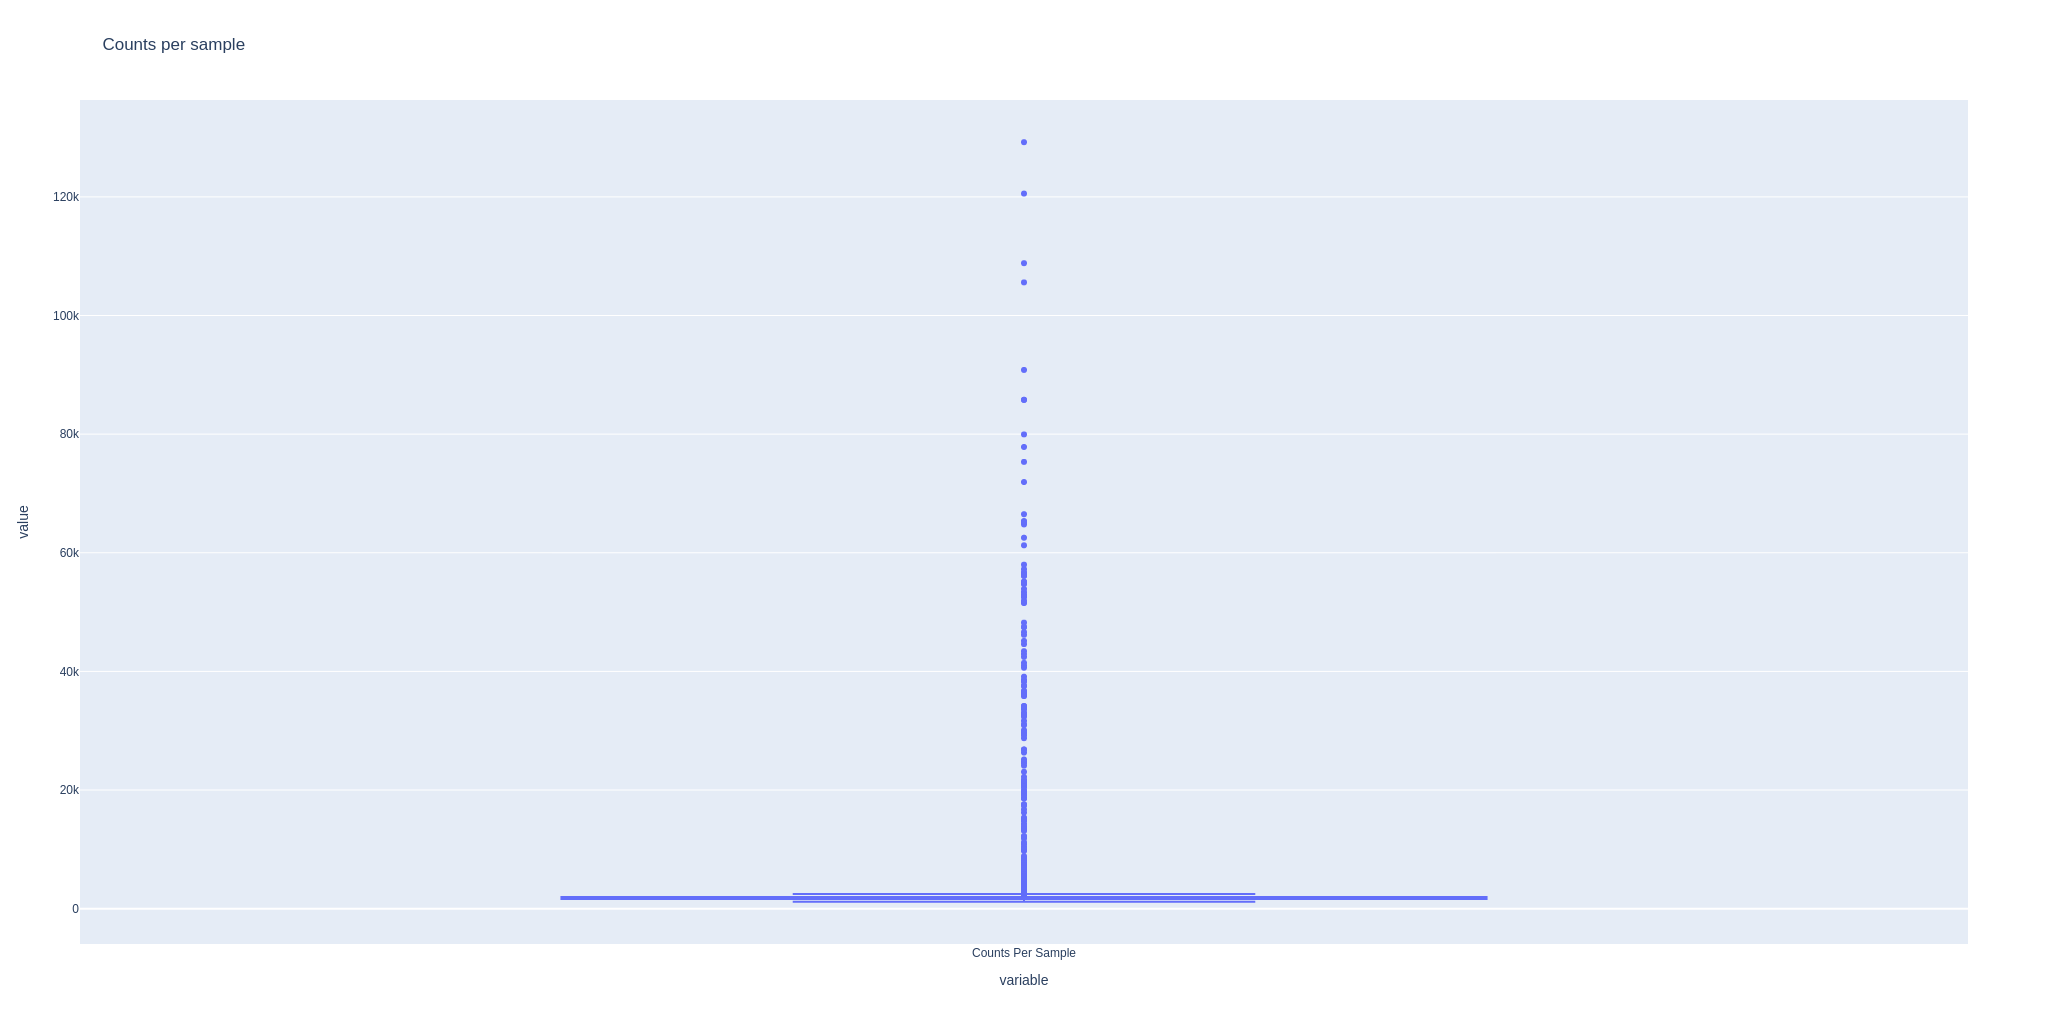 Counts per sample
120k
100k
80k
60k
40k
20k
0
value
Counts Per Sample
variable